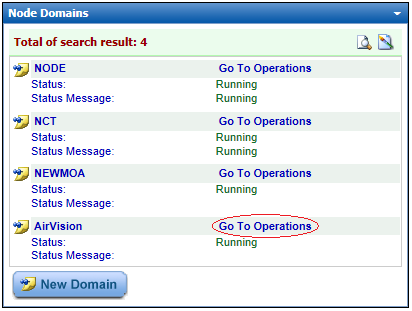 Node Domains
Total of search result: 4
NODE Go To Operations
Status: Running
Status Message:
NCT Go To Operations
Status: Running
Status Message:
NEWMOA Go To Operations
Status: Running
Status Message:
AirVision Go To Operations
Status: Running
Status Message:
New Domain